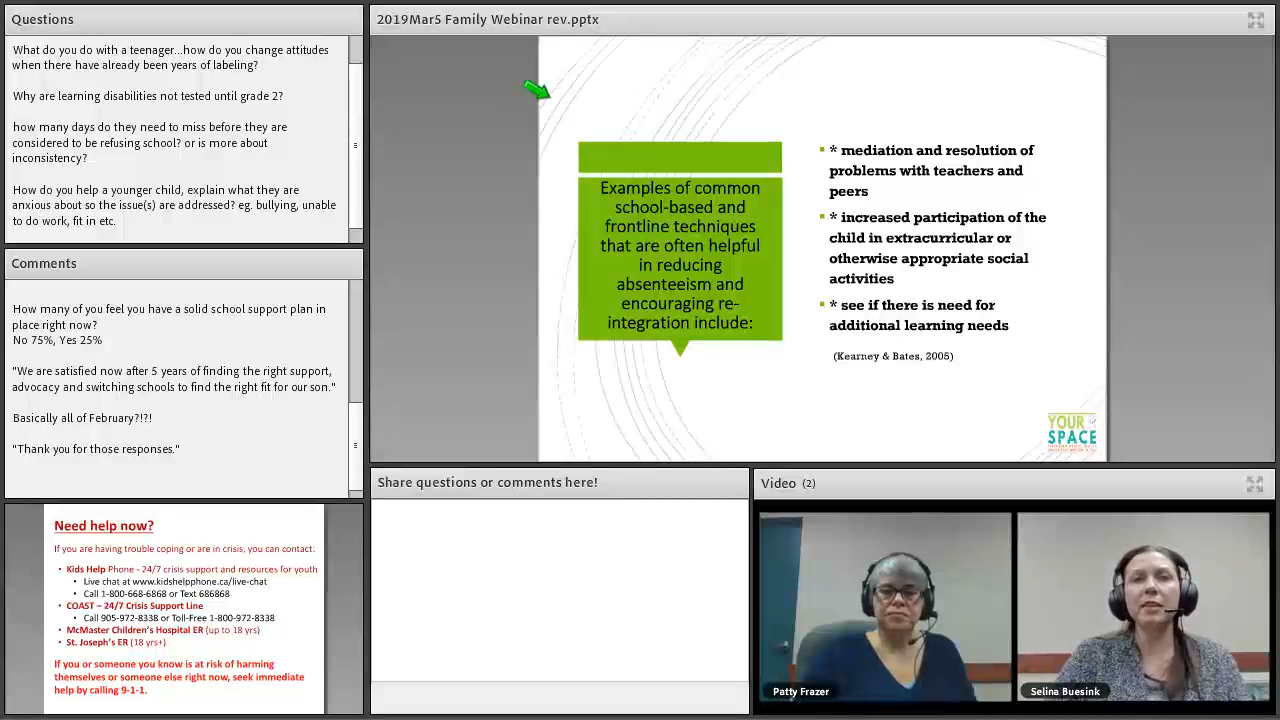 Questions
What do you do with a teenager...how do you change attitudes
when there have already been years of labeling?
Why are learning disabilities not tested until grade 2?
how many days do they need to miss before they are
considered to be refusing school? or is more about
inconsistency?
How do you help a younger child, explain what they are
anxious about so the issue(s) are addressed? eg. bullying, unable
to do work, fit in etc.
Comments
How many of you feel you have a solid school support plan in
place right now?
No 75%, Yes 25%
"We are satisfied now after 5 years of finding the right support,
advocacy and switching schools to find the right fit for our son."
Basically all of February?!?!
"Thank you for those responses."
Need help now?
If you are having trouble coping or are in crisis, you can contact:
• Kids Help Phone - 24/7 crisis support and resources for youth
• Live chat at www.kidshelpphone.ca/live-chat
• Call 1-800-668-6868 or Text 686868
• COAST – 24/7 Crisis Support Line
• Call 905-972-8338 or Toll-Free 1-800-972-8338
• McMaster Children's Hospital ER (up to 18 yrs)
• St. Joseph's ER (18 yrs+)
If you or someone you know is at risk of harming
themselves or someone else right now, seek immediate
help by calling 9-1-1.
2019Mar5 Family Webinar rev.pptx
Examples of common
school-based and
frontline techniques
that are often helpful
in reducing
absenteeism and
encouraging re-
integration include:
* mediation and resolution of
problems with teachers and
peers
* increased participation of the
child in extracurricular or
otherwise appropriate social
activities
* see if there is need for
additional learning needs
(Kearney & Bates, 2005)
YOUR
SPACE
Share questions or comments here!
Video (2)
Patty Frazer
Selina Buesink